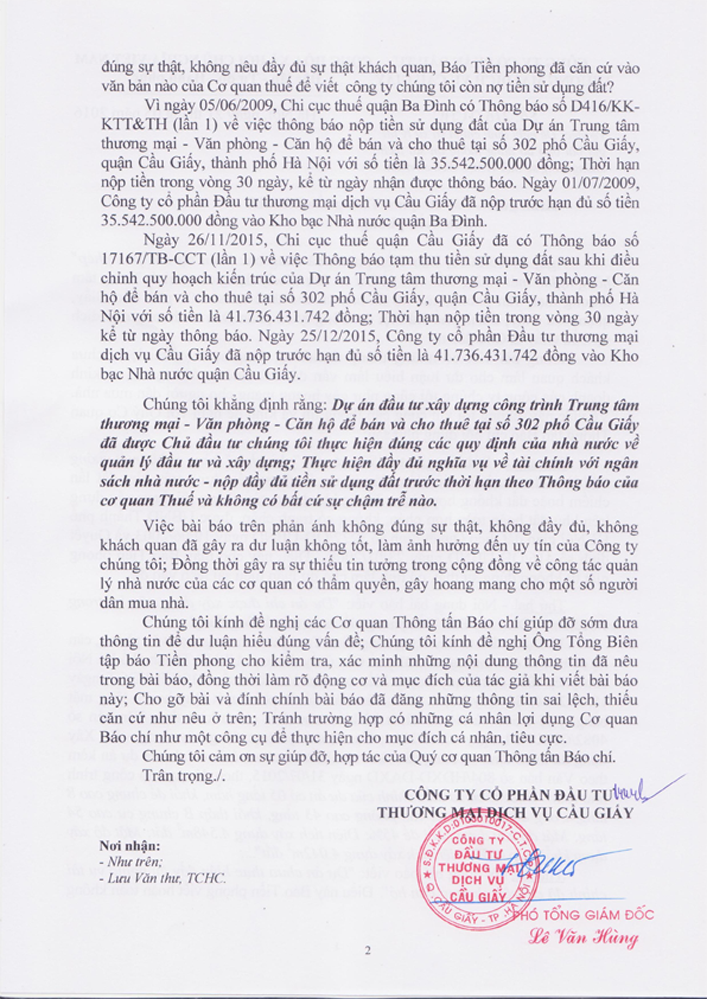 đúng sự thật, không nêu đầy đủ sự thật khách quan, Báo Tiền phong đã căn cứ vào
văn bản nào của Cơ quan thuế để viết công ty chúng tôi còn nợ tiền sử dụng đất?
Vì ngày 05/06/2009, Chi cục thuế quận Ba Đình có Thông báo số D416/KK-
KTT&TH (lần 1) về việc thông báo nộp tiền sử dụng đất của Dự án Trung tâm
thương mại - Văn phòng - Căn hộ để bán và cho thuê tại số 302 phố Cầu Giấy,
quận Cầu Giấy, thành phố Hà Nội với số tiền là 35.542.500.000 đồng; Thời hạn
nộp tiền trong vòng 30 ngày, kể từ ngày nhận được thông báo. Ngày 01/07/2009,
Công ty cổ phần Đầu tư thương mại dịch vụ Cầu Giấy đã nộp trước hạn đủ số tiền
35.542.500.000 đồng vào Kho bạc Nhà nước quận Ba Đình.
Ngày 26/11/2015, Chi cục thuế quận Cầu Giấy đã có Thông báo số
17167/TB-CCT (lần 1) về việc Thông báo tạm thu tiền sử dụng đất sau khi điều
chỉnh quy hoạch kiến trúc của Dự án Trung tâm thương mại - Văn phòng - Căn
hộ để bán và cho thuê tại số 302 phố Cầu Giấy, quận Cầu Giấy, thành phố Hà
Nội với số tiền là 41.736.431.742 đồng; Thời hạn nộp tiền trong vòng 30 ngày
kể từ ngày thông báo. Ngày 25/12/2015, Công ty cổ phần Đầu tư thương mại
dịch vụ Cầu Giấy đã nộp trước hạn đủ số tiền là 41.736.431.742 đồng vào Kho
bạc Nhà nước quận Cầu Giấy.
Chúng tôi khẳng định rằng: Dự án đầu tư xây dựng công trình Trung tâm
thương mại - Văn phòng - Căn hộ để bán và cho thuê tại số 302 phố Cầu Giấy
đã được Chủ đầu tư chúng tôi thực hiện đúng các quy định của nhà nước về
quản lý đầu tư và xây dựng; Thực hiện đầy đủ nghĩa vụ về tài chính với ngân
sách nhà nước - nộp đầy đủ tiền sử dụng đất trước thời hạn theo Thông báo của
cơ quan Thuế và không có bất cứ sự chậm trễ nào.
Việc bài báo trên phản ánh không đúng sự thật, không đầy đủ, không
khách quan đã gây ra dư luận không tốt, làm ảnh hưởng đến uy tín của Công ty
chúng tôi; Đồng thời gây ra sự thiếu tin tưởng trong cộng đồng về công tác quản
lý nhà nước của các cơ quan có thẩm quyền, gây hoang mang cho một số người
dân mua nhà.
Chúng tôi kính đề nghị các Cơ quan Thông tấn Báo chí giúp đỡ sớm đưa
thông tin để dư luận hiểu đúng vấn đề; Chúng tôi kính đề nghị Ông Tổng Biên
tập báo Tiền phong cho kiểm tra, xác minh những nội dung thông tin đã nêu
trong bài báo, đồng thời làm rõ động cơ và mục đích của tác giả khi viết bài báo
này; Cho gỡ bài và đính chính bài báo đã đăng những thông tin sai lệch, thiếu
căn cứ như nêu ở trên; Tránh trường hợp có những cá nhân lợi dụng Cơ quan
Báo chí như một công cụ để thực hiện cho mục đích cá nhân, tiêu cực.
Chúng tôi cảm ơn sự giúp đỡ, hợp tác của Quý cơ quan Thông tấn Báo chí.
Trân trọng./.
CÔNG TY CỔ PHẦN ĐẦU TƯ
THƯƠNG MẠI DỊCH VỤ CẦU GIẤY
Nơi nhận:
- Như trên;
- Lưu Văn thư, TCHC.
S.Đ.K.K.D:0103010017-C.T.C.P
CÔNG TY
ĐẦU TƯ
THƯƠNG MẠI
DỊCH VỤ
CẦU GIẤY
Q. CẦU GIẤY - TP. HÀ NỘI
PHÓ TỔNG GIÁM ĐỐC
Lê Văn Hùng
2